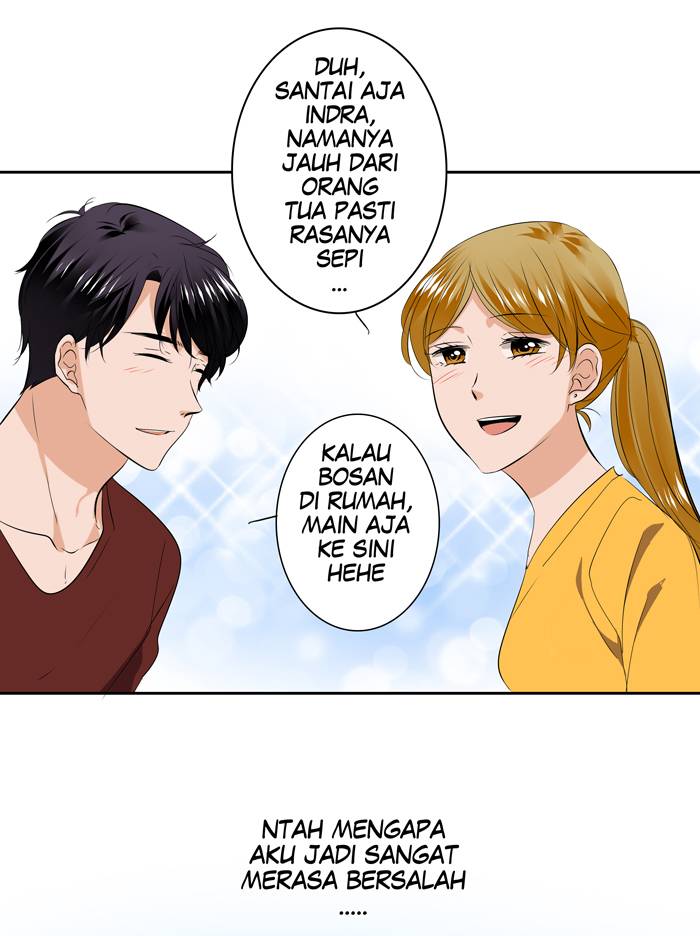 DUH,
SANTAI AJA
INDRA,
NAMANYA
JAUH DARI
ORANG
TUA PASTI
RASANYA
SEPI
...
KALAU
BOSAN
DI RUMAH,
MAIN AJA
KE SINI
HEHE
NTAH MENGAPA
AKU JADI SANGAT
MERASA BERSALAH
.....